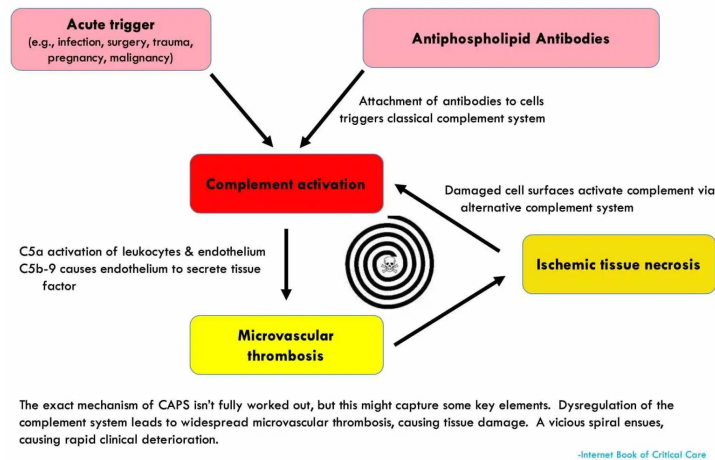 Acute trigger
(e.g., infection, surgery, trauma,
pregnancy, malignancy)
Antiphospholipid Antibodies
Attachment of antibodies to cells
triggers classical complement system
Complement activation
Damaged cell surfaces activate complement via
alternative complement system
C5a activation of leukocytes & endothelium
C5b-9 causes endothelium to secrete tissue
factor
Ischemic tissue necrosis
Microvascular
thrombosis
The exact mechanism of CAPS isn't fully worked out, but this might capture some key elements.  Dysregulation of the
complement system leads to widespread microvascular thrombosis, causing tissue damage.  A vicious spiral ensues,
causing rapid clinical deterioration.
-Internet Book of Critical Care